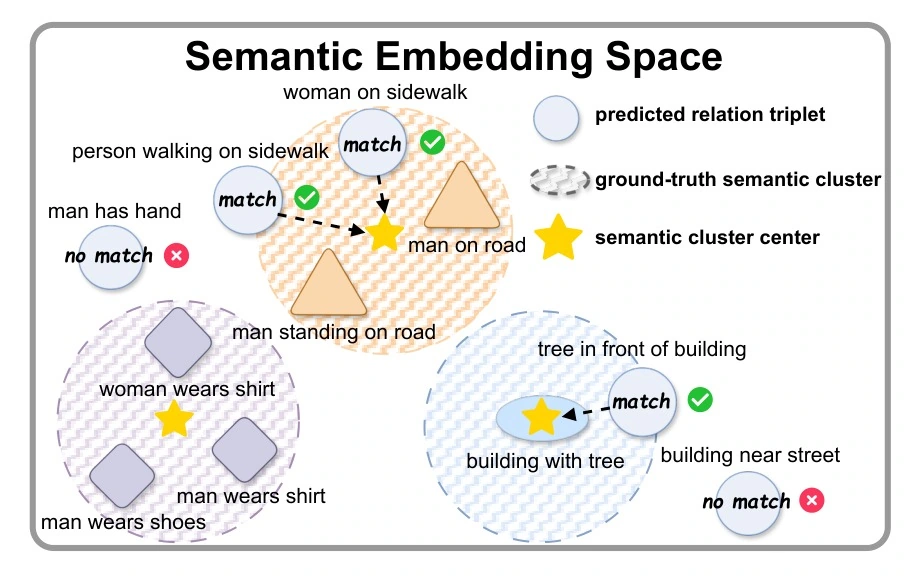 Semantic Embedding Space
woman on sidewalk
predicted relation triplet
person walking on sidewalk
match
match
ground-truth semantic cluster
man has hand
no match
man on road
semantic cluster center
man standing on road
tree in front of building
woman wears shirt
match
building with tree
building near street
man wears shirt
no match
man wears shoes